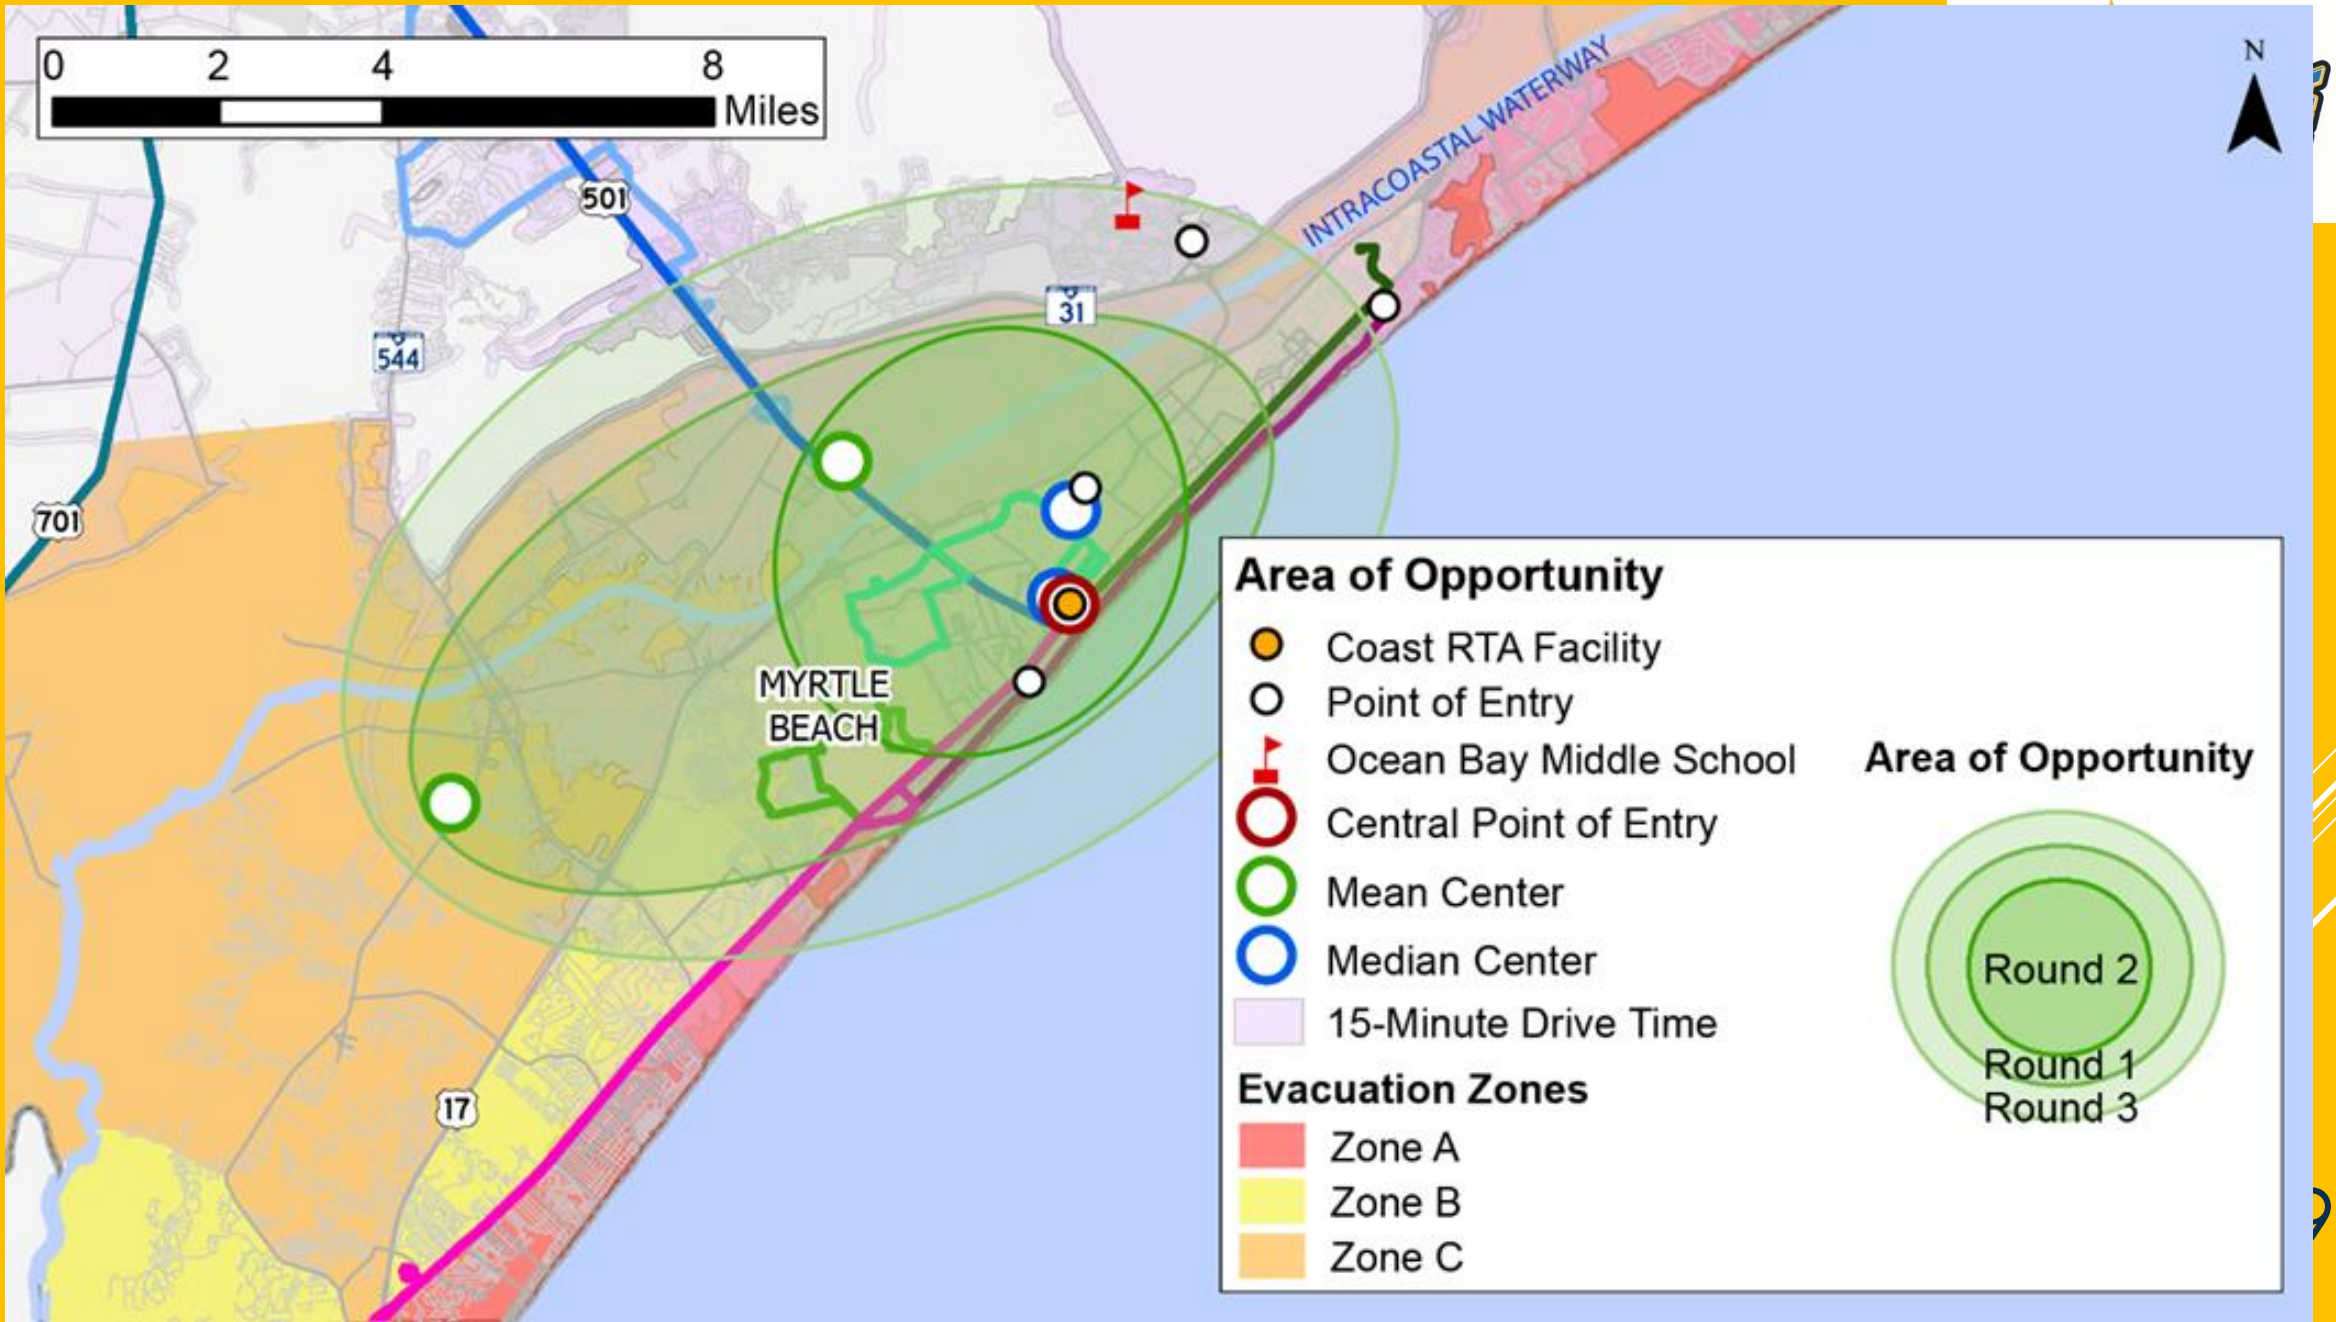 0 2 4 8
Miles
N
INTRACOASTAL WATERWAY
501
31
544
701
MYRTLE
BEACH
17
Area of Opportunity
Coast RTA Facility
Point of Entry
Ocean Bay Middle School
Central Point of Entry
Mean Center
Median Center
15-Minute Drive Time
Evacuation Zones
Zone A
Zone B
Zone C
Area of Opportunity
Round 2
Round 1
Round 3